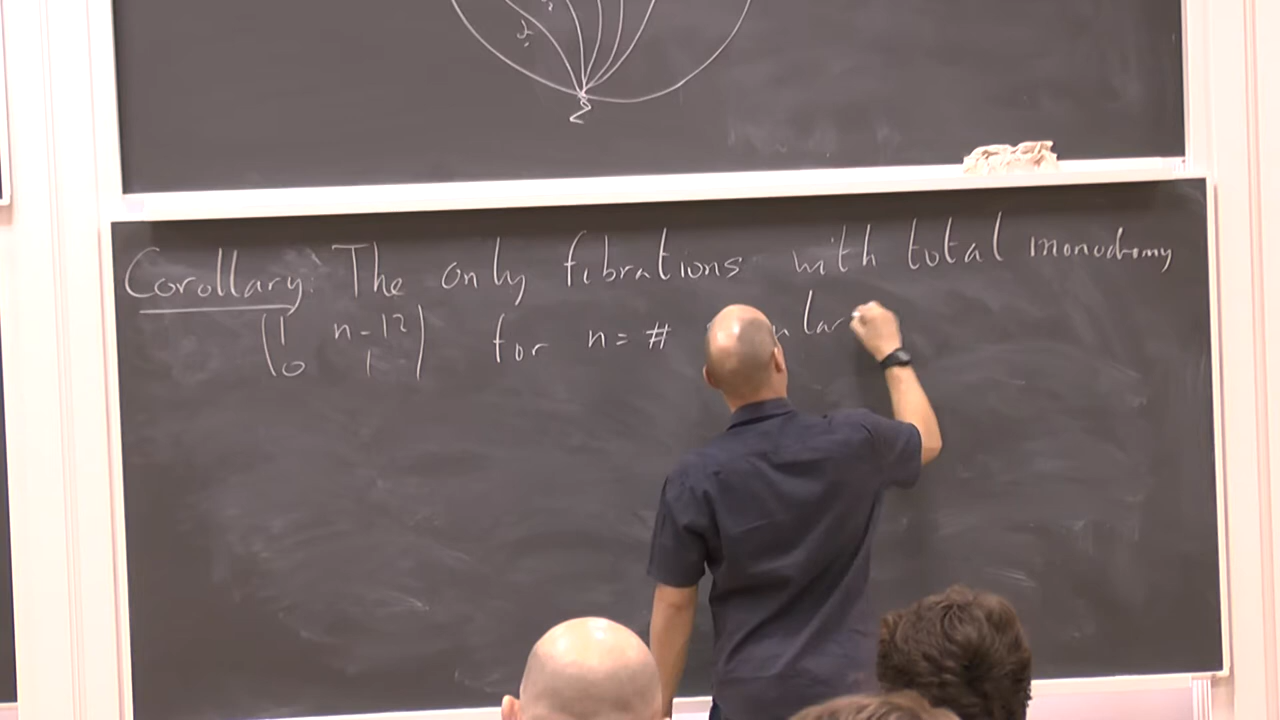 Corollary: The only fibrations with total monodromy
( 1 n-12 )
( 0 1 ) for n = #